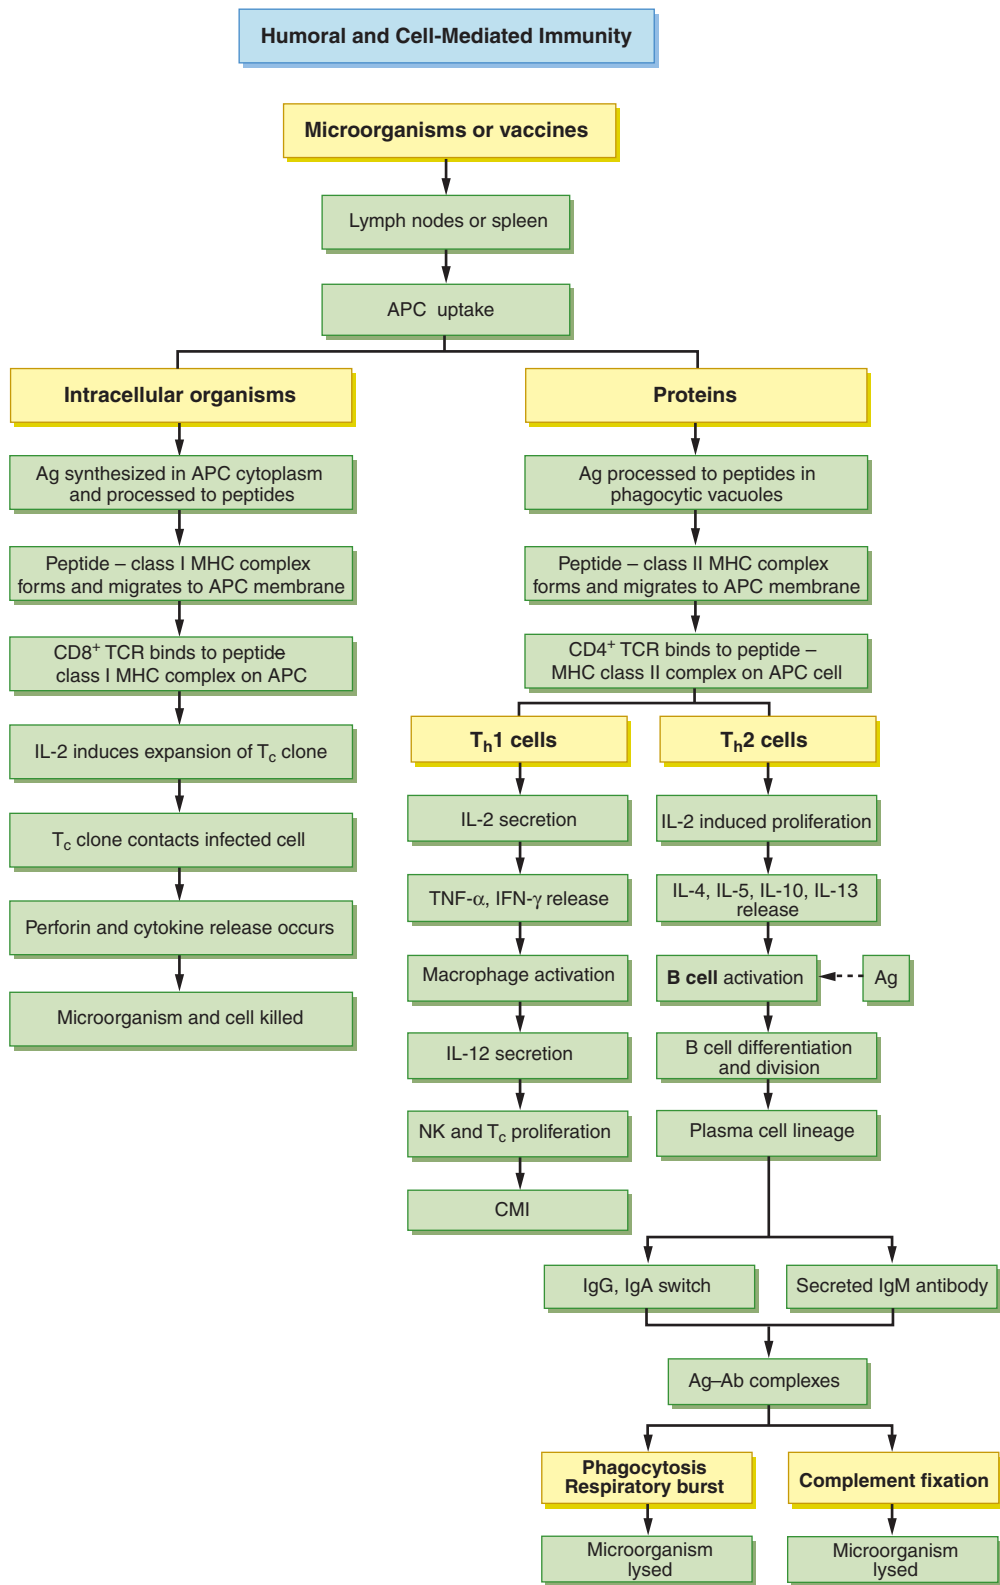 Humoral and Cell-Mediated Immunity
Microorganisms or vaccines
Lymph nodes or spleen
APC uptake
Intracellular organisms
Ag synthesized in APC cytoplasm
and processed to peptides
Peptide – class I MHC complex
forms and migrates to APC membrane
CD8⁺ TCR binds to peptide
class I MHC complex on APC
IL-2 induces expansion of Tc clone
Tc clone contacts infected cell
Perforin and cytokine release occurs
Microorganism and cell killed
Proteins
Ag processed to peptides in
phagocytic vacuoles
Peptide – class II MHC complex
forms and migrates to APC membrane
CD4⁺ TCR binds to peptide –
MHC class II complex on APC cell
Th1 cells
IL-2 secretion
TNF-α, IFN-γ release
Macrophage activation
IL-12 secretion
NK and Tc proliferation
CMI
Th2 cells
IL-2 induced proliferation
IL-4, IL-5, IL-10, IL-13
release
B cell activation
Ag
B cell differentiation
and division
Plasma cell lineage
IgG, IgA switch
Secreted IgM antibody
Ag–Ab complexes
Phagocytosis
Respiratory burst
Microorganism
lysed
Complement fixation
Microorganism
lysed